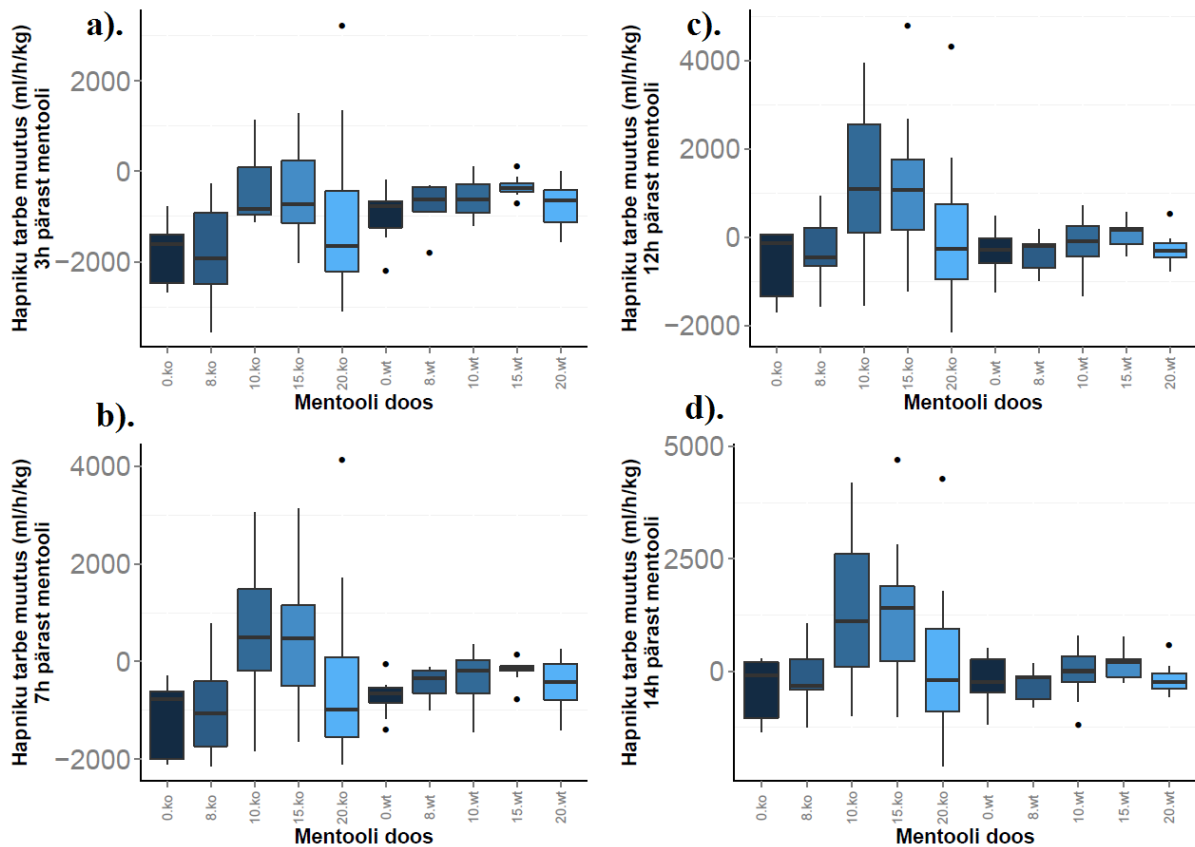 a).
Hapniku tarbe muutus (ml/h/kg)
3h pärast mentooli
2000
0
−2000
0.ko 8.ko 10.ko 15.ko 20.ko 0.wt 8.wt 10.wt 15.wt 20.wt
Mentooli doos
b).
Hapniku tarbe muutus (ml/h/kg)
7h pärast mentooli
4000
2000
0
−2000
0.ko 8.ko 10.ko 15.ko 20.ko 0.wt 8.wt 10.wt 15.wt 20.wt
Mentooli doos
c).
Hapniku tarbe muutus (ml/h/kg)
12h pärast mentooli
4000
2000
0
−2000
0.ko 8.ko 10.ko 15.ko 20.ko 0.wt 8.wt 10.wt 15.wt 20.wt
Mentooli doos
d).
Hapniku tarbe muutus (ml/h/kg)
14h pärast mentooli
5000
2500
0
0.ko 8.ko 10.ko 15.ko 20.ko 0.wt 8.wt 10.wt 15.wt 20.wt
Mentooli doos